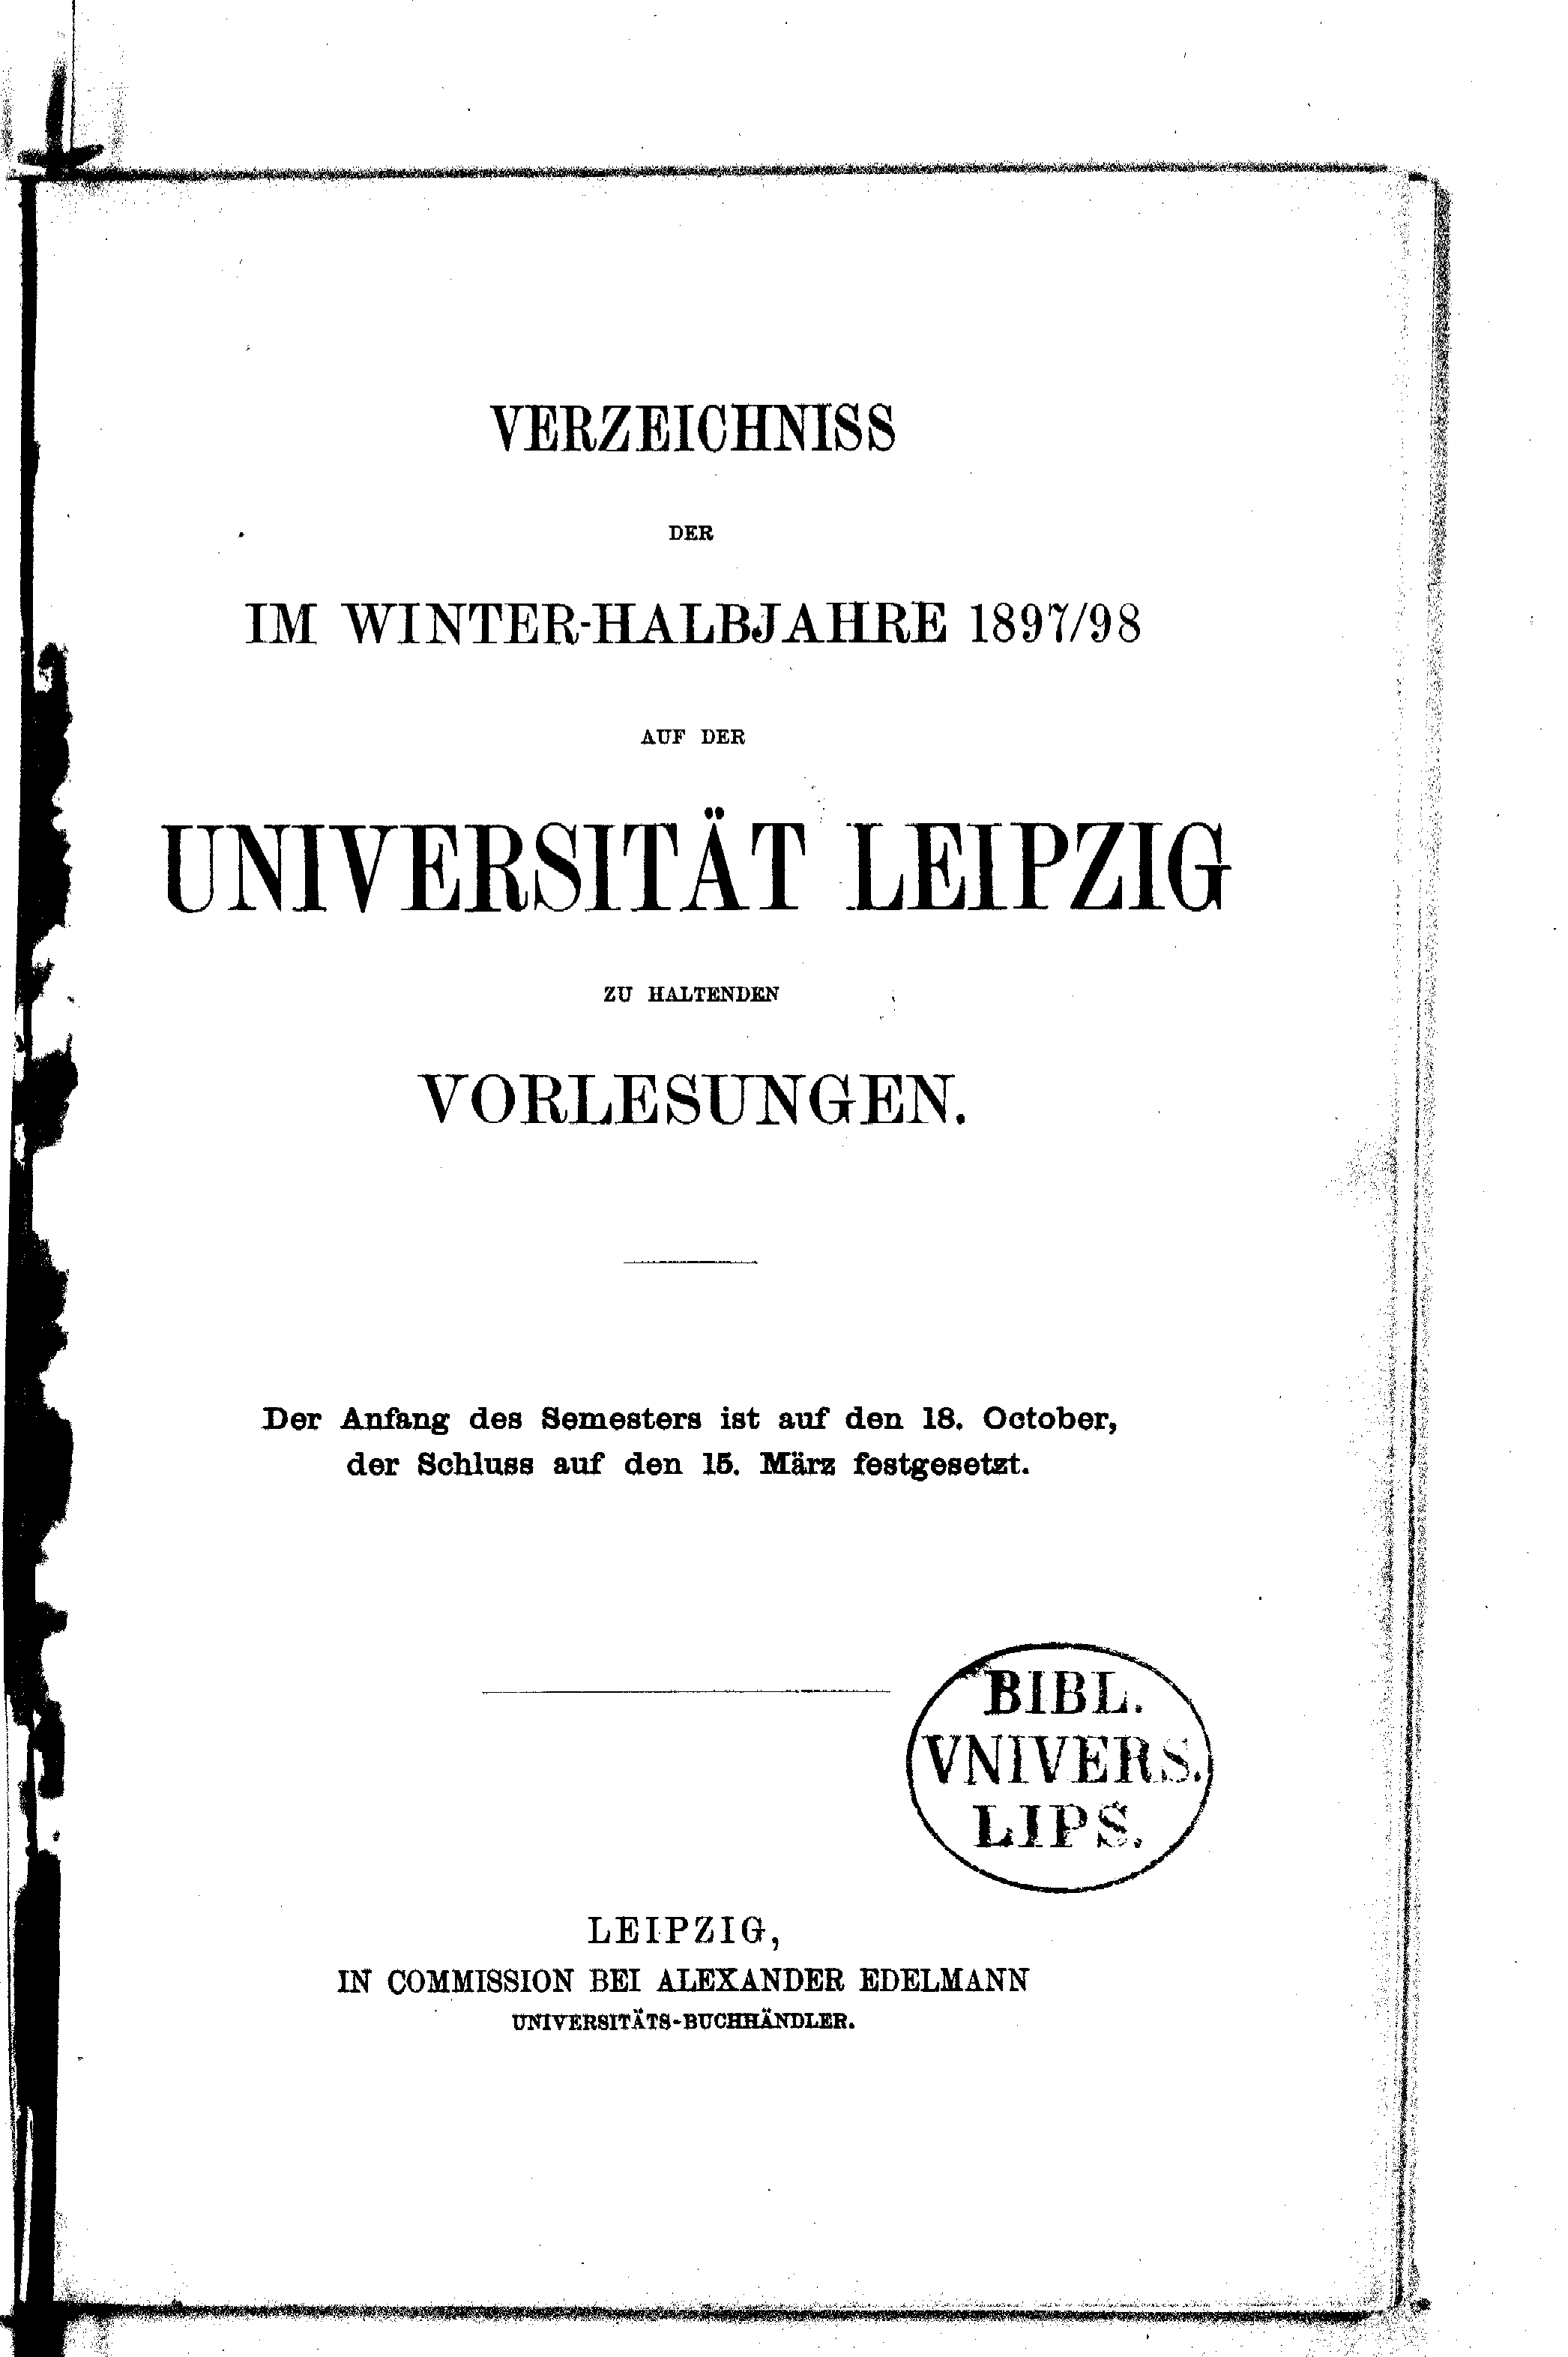 VERZEICHNISS
DER
IM WINTER-HALBJAHRE 1897/98
AUF DER
UNIVERSITÄT LEIPZIG
ZU HALTENDEN
VORLESUNGEN.
Der Anfang des Semesters ist auf den 18. October,
der Schluss auf den 15. März festgesetzt.
BIBL.
VNIVERS.
LIPS.
LEIPZIG,
IN COMMISSION BEI ALEXANDER EDELMANN
UNIVERSITÄTS-BUCHHÄNDLER.